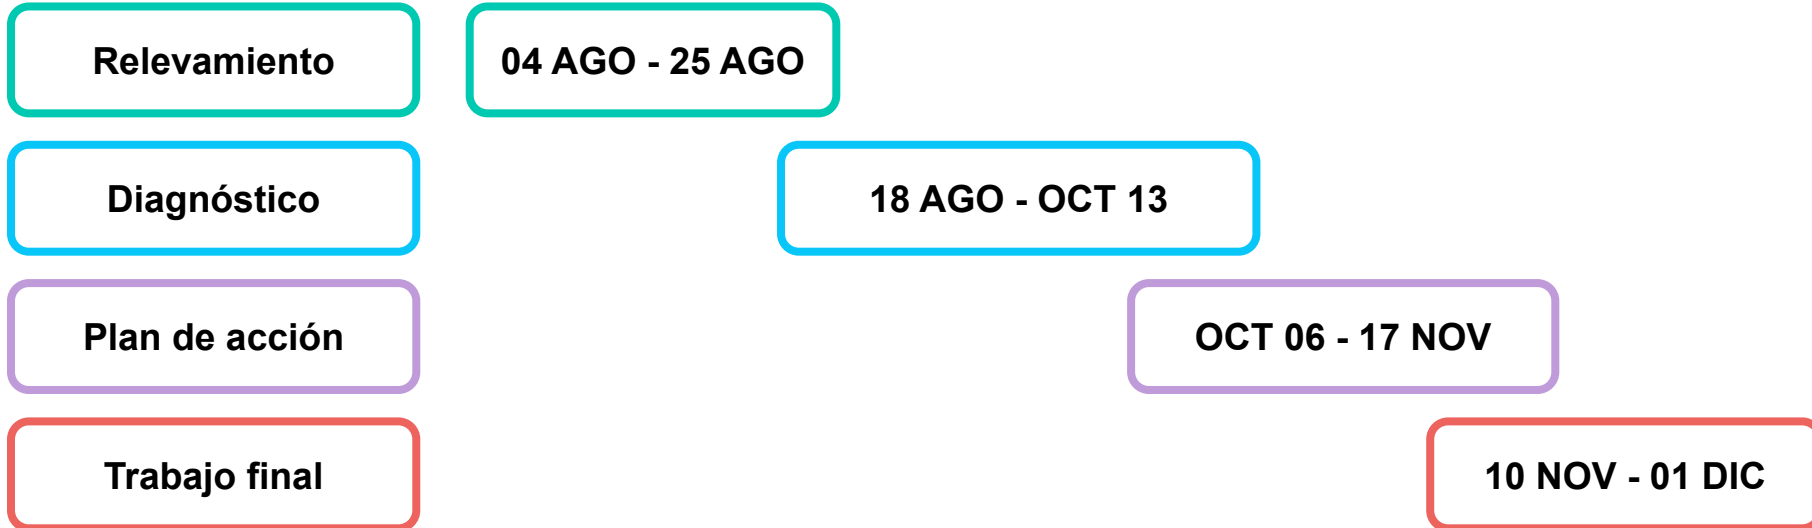 Relevamiento
04 AGO - 25 AGO
Diagnóstico
18 AGO - OCT 13
Plan de acción
OCT 06 - 17 NOV
Trabajo final
10 NOV - 01 DIC